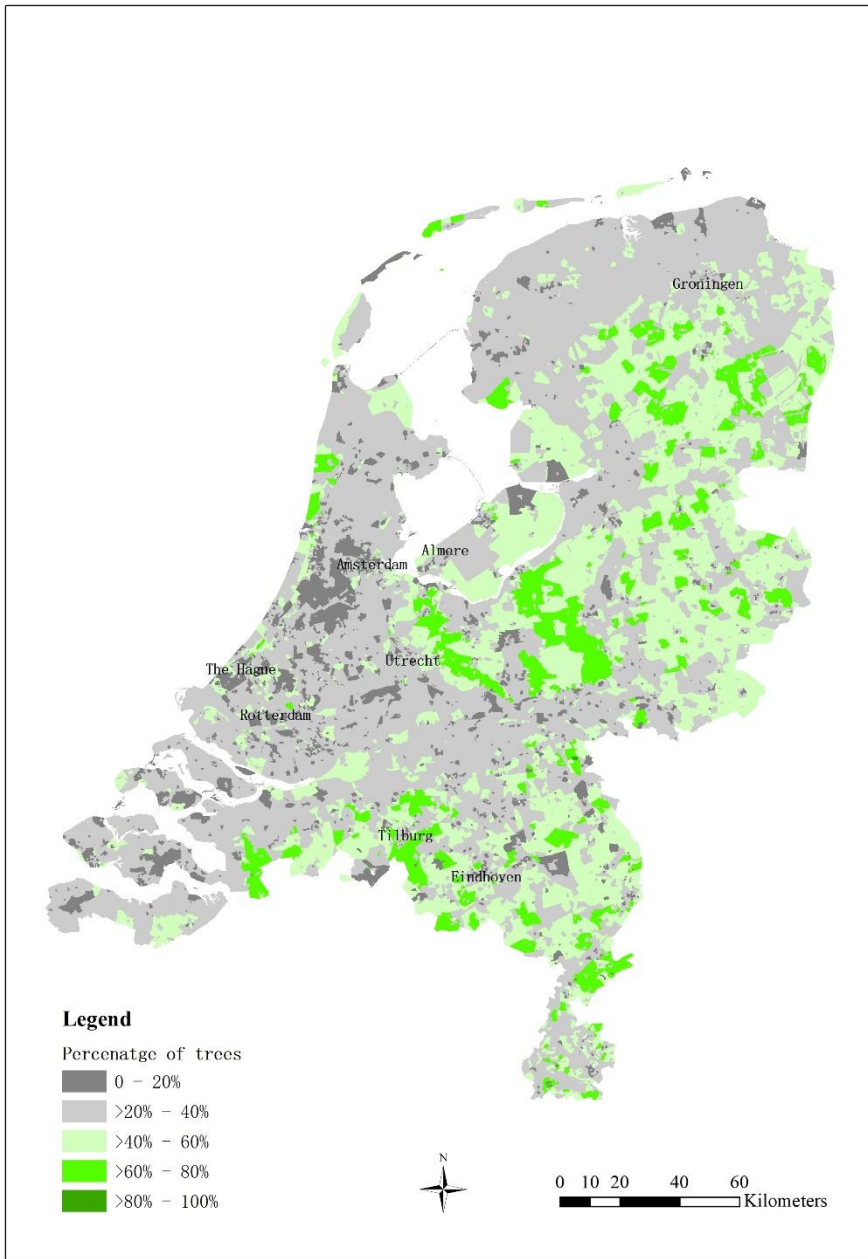 Groningen
Almere
Amsterdam
The Hague
Utrecht
Rotterdam
Tilburg
Eindhoven
Legend
Percenatge of trees
0 - 20%
>20% - 40%
>40% - 60%
>60% - 80%
>80% - 100%
N
0 10 20 40 60
Kilometers